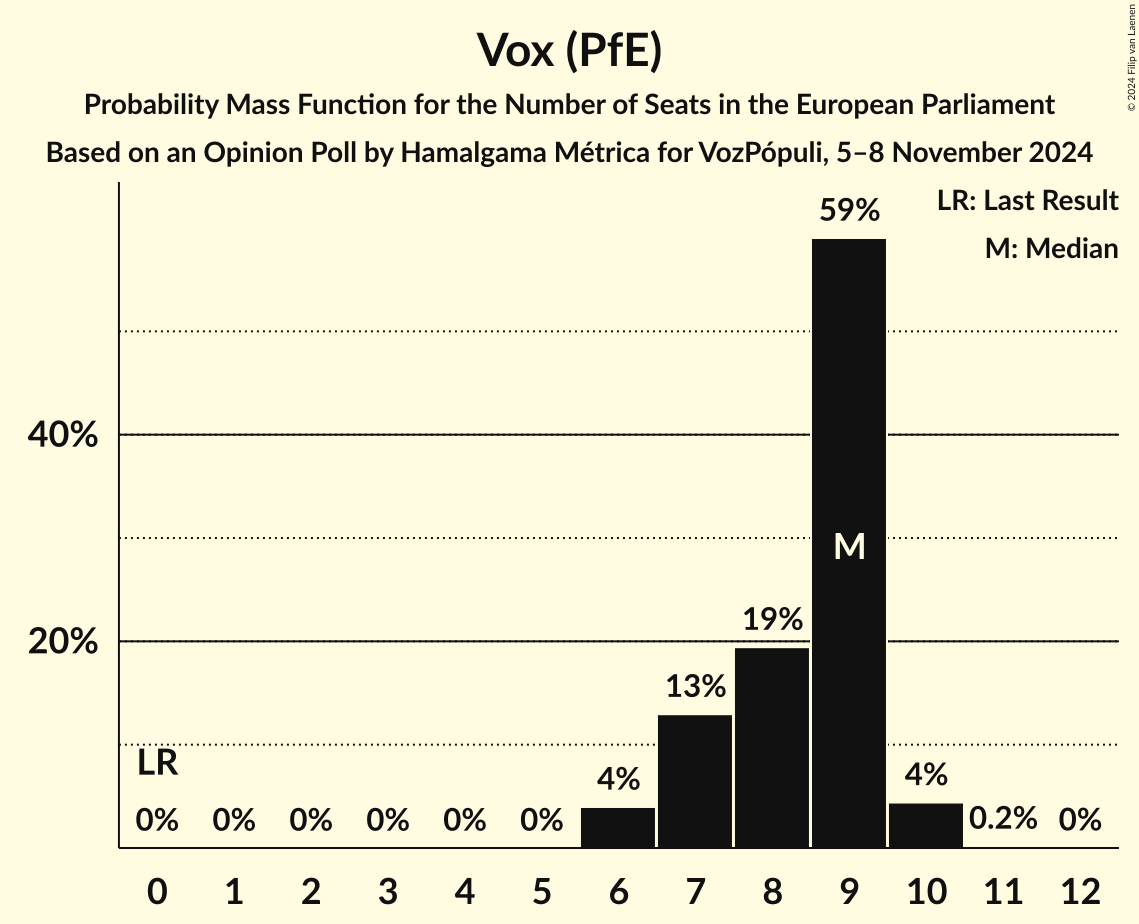 Vox (PfE)
Probability Mass Function for the Number of Seats in the European Parliament
Based on an Opinion Poll by Hamalgama Métrica for VozPópuli, 5–8 November 2024
© 2024 Filip van Laenen
LR: Last Result
M: Median
59%
40%
M
20%
19%
13%
LR
4%
4%
0% 0% 0% 0% 0% 0% 0.2% 0%
0 1 2 3 4 5 6 7 8 9 10 11 12